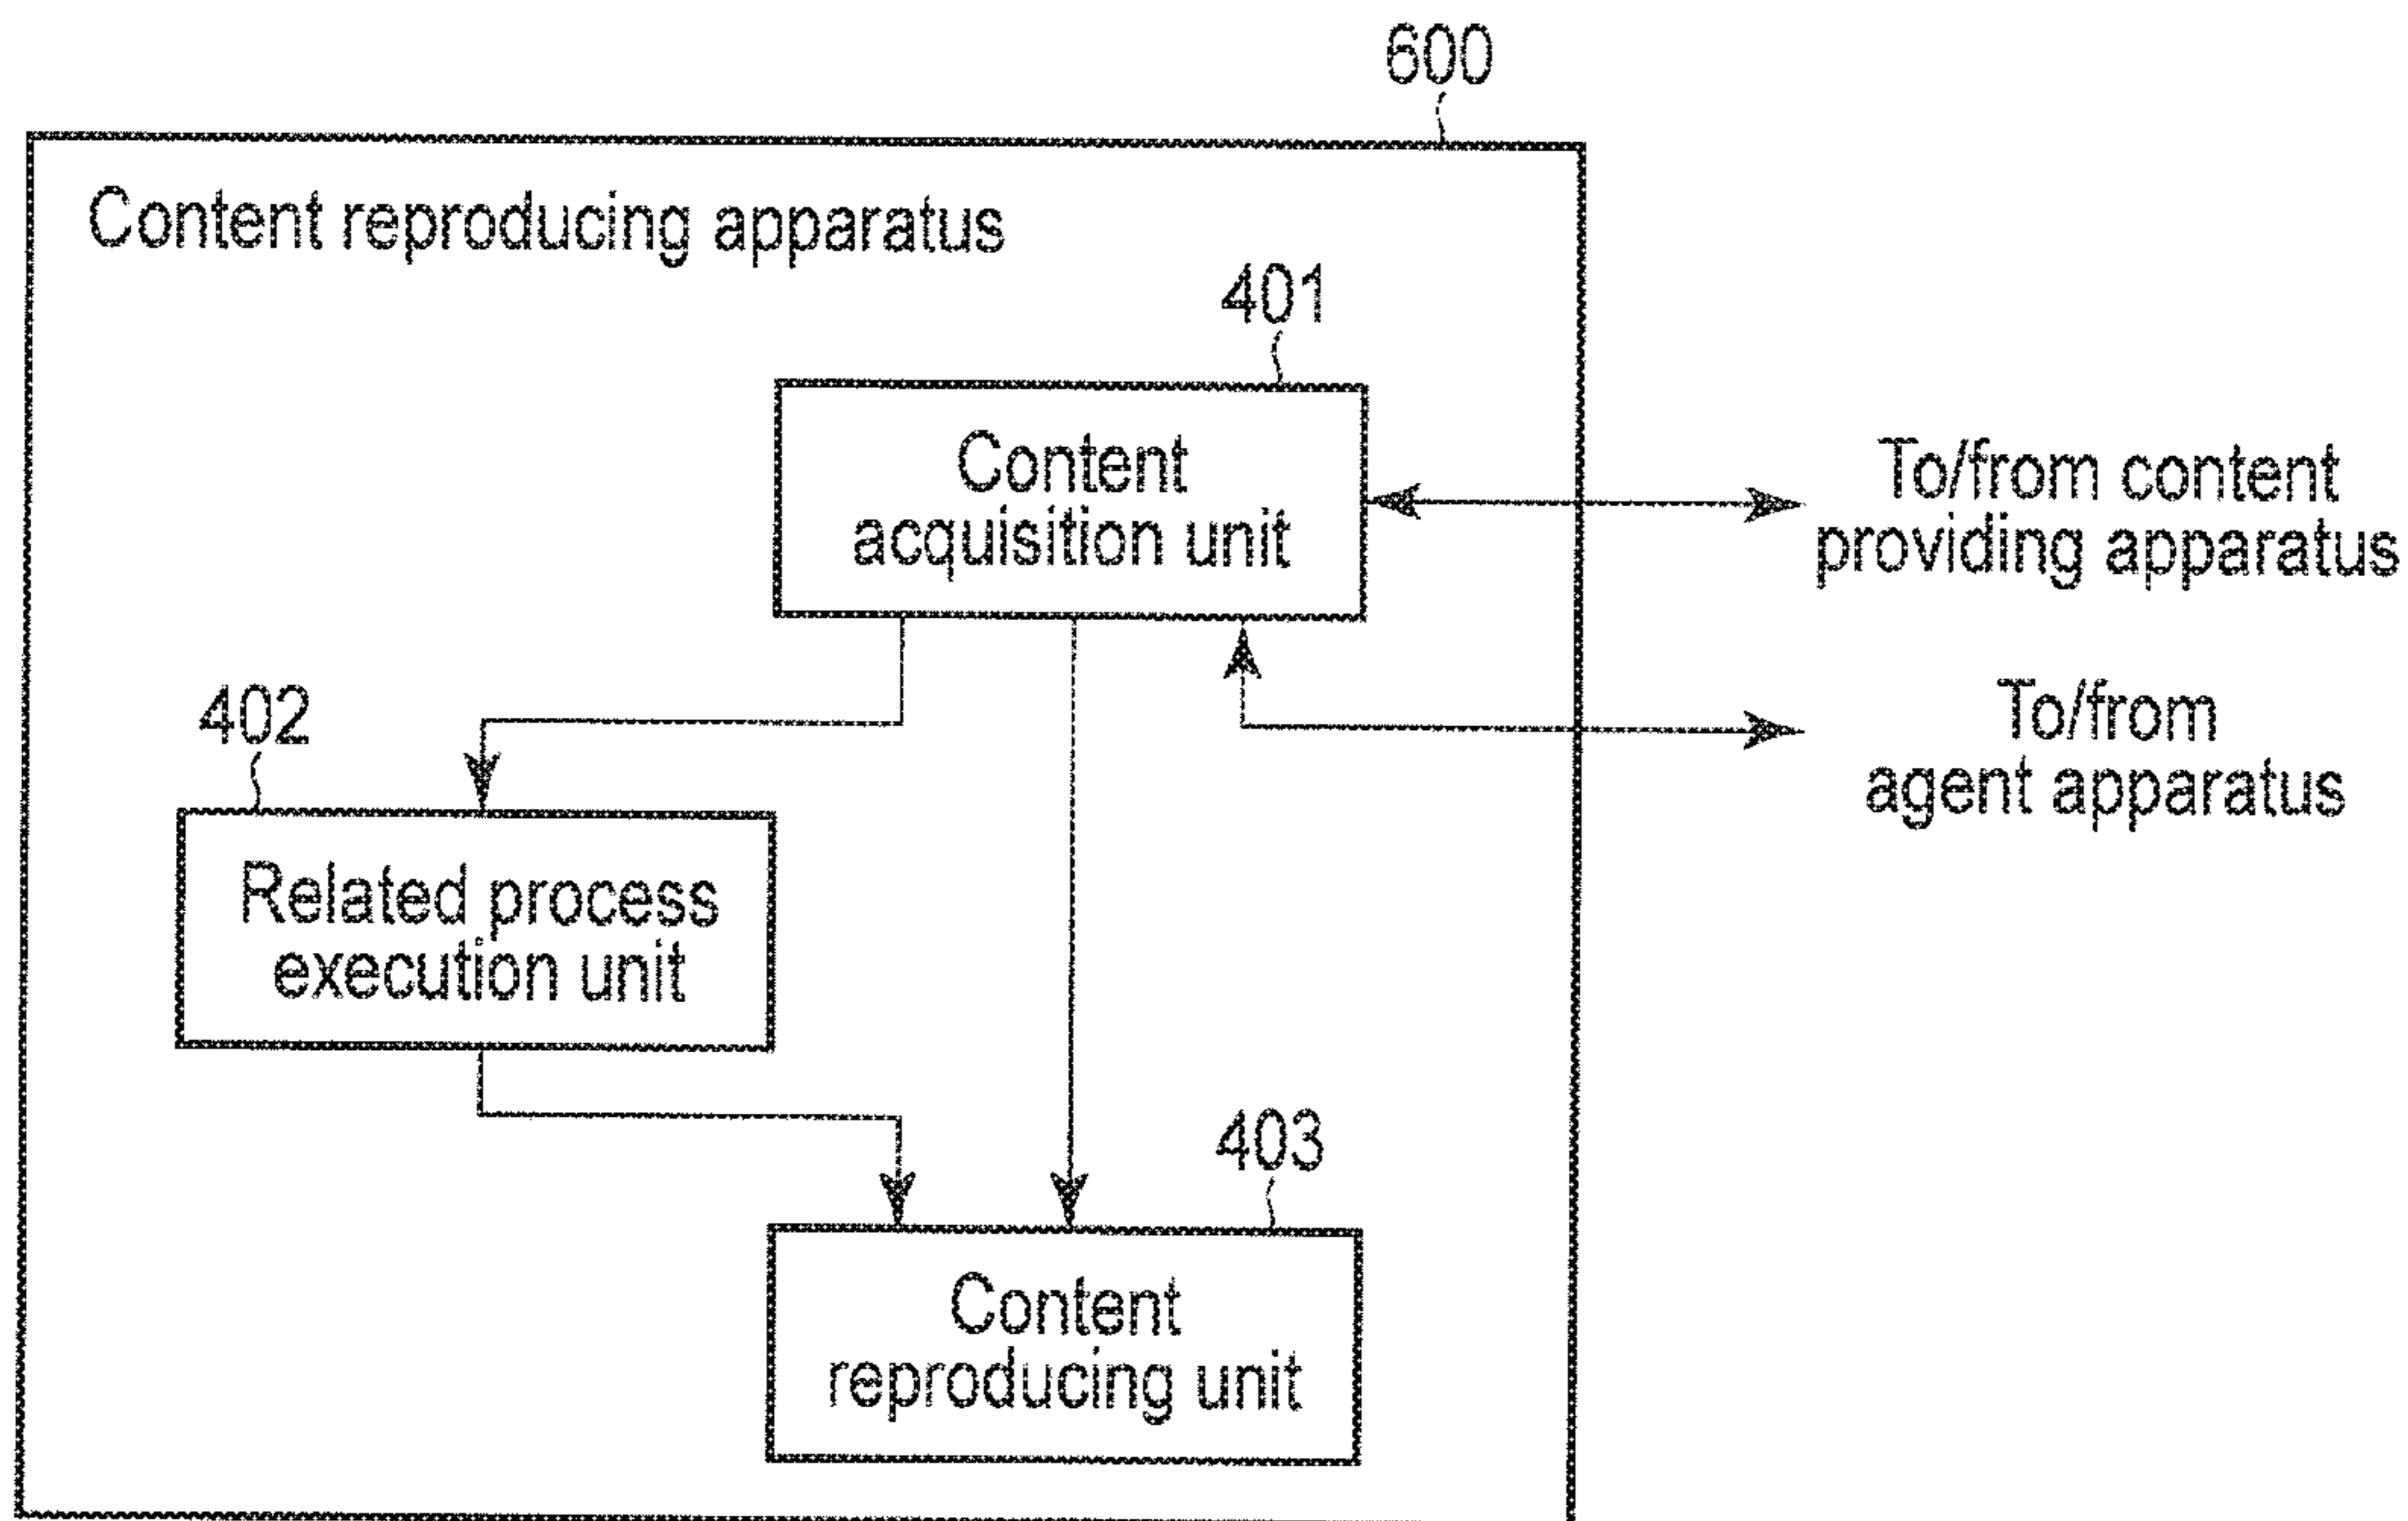 600
Content reproducing apparatus
401
Content
acquisition unit
To/from content
providing apparatus
To/from
agent apparatus
402
Related process
execution unit
403
Content
reproducing unit